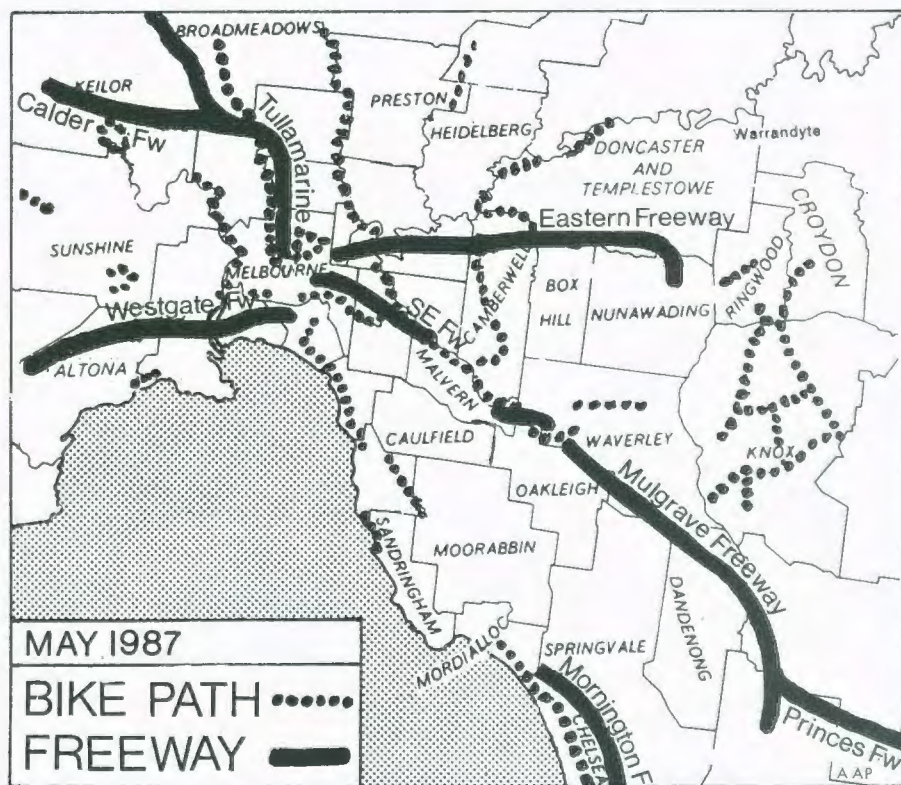 BROADMEADOWS
KEILOR
Calder Fw
Tullamarine
PRESTON
HEIDELBERG
Warrandyte
DONCASTER
AND
TEMPLESTOWE
Eastern Freeway
CROYDON
RINGWOOD
SUNSHINE
MELBOURNE
Westgate Fw
SE Fw
CAMBERWELL
BOX
HILL
NUNAWADING
ALTONA
MALVERN
CAULFIELD
WAVERLEY
KNOX
OAKLEIGH
Mulgrave Freeway
SANDRINGHAM
MOORABBIN
DANDENONG
MORDIALLOC
SPRINGVALE
Mornington F
CHELSEA
Princes Fw
A AP
MAY 1987
BIKE PATH
FREEWAY